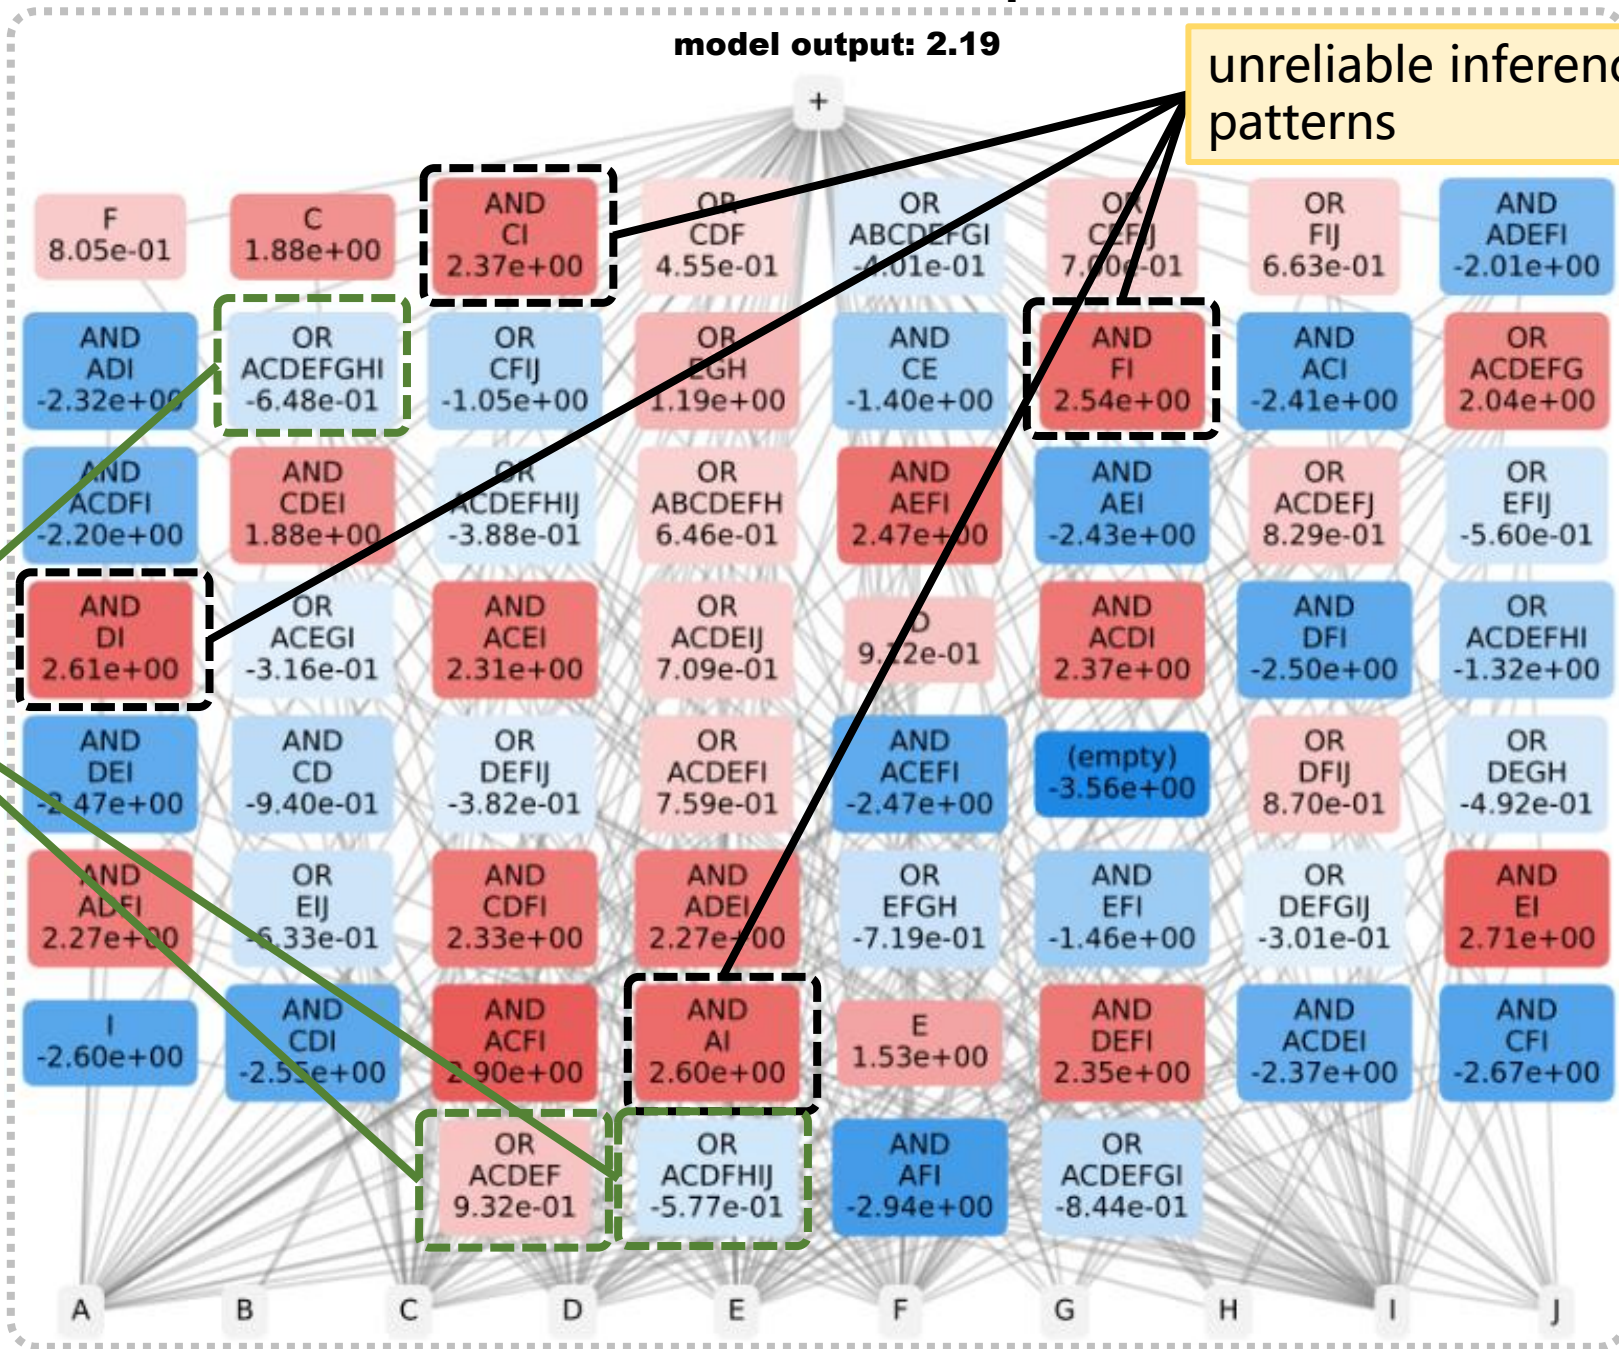 model output: 2.19
unreliable inferenc
patterns
+
F
8.05e-01
C
1.88e+00
AND
CI
2.37e+00
OR
CDF
4.55e-01
OR
ABCDEFGI
-4.01e-01
OR
CEFIJ
7.00e-01
OR
FIJ
6.63e-01
AND
ADEFI
-2.01e+00
AND
ADI
-2.32e+00
OR
ACDEFGHI
-6.48e-01
OR
CFIJ
-1.05e+00
OR
EGH
1.19e+00
AND
CE
-1.40e+00
AND
FI
2.54e+00
AND
ACI
-2.41e+00
OR
ACDEFG
2.04e+00
AND
ACDFI
-2.20e+00
AND
CDEI
1.88e+00
OR
ACDEFHIJ
-3.88e-01
OR
ABCDEFH
6.46e-01
AND
AEFI
2.47e+00
AND
AEI
-2.43e+00
OR
ACDEFJ
8.29e-01
OR
EFIJ
-5.60e-01
AND
DI
2.61e+00
OR
ACEGI
-3.16e-01
AND
ACEI
2.31e+00
OR
ACDEIJ
7.09e-01
D
9.22e-01
AND
ACDI
2.37e+00
AND
DFI
-2.50e+00
OR
ACDEFHI
-1.32e+00
AND
DEI
-2.47e+00
AND
CD
-9.40e-01
OR
DEFIJ
-3.82e-01
OR
ACDEFI
7.59e-01
AND
ACEFI
-2.47e+00
(empty)
-3.56e+00
OR
DFIJ
8.70e-01
OR
DEGH
-4.92e-01
AND
ADFI
2.27e+00
OR
EIJ
-6.33e-01
AND
CDFI
2.33e+00
AND
ADEI
2.27e+00
OR
EFGH
-7.19e-01
AND
EFI
-1.46e+00
OR
DEFGIJ
-3.01e-01
AND
EI
2.71e+00
I
-2.60e+00
AND
CDI
-2.55e+00
AND
ACFI
2.90e+00
AND
AI
2.60e+00
E
1.53e+00
AND
DEFI
2.35e+00
AND
ACDEI
-2.37e+00
AND
CFI
-2.67e+00
OR
ACDEF
9.32e-01
OR
ACDFHIJ
-5.77e-01
AND
AFI
-2.94e+00
OR
ACDEFGI
-8.44e-01
A B C D E F G H I J